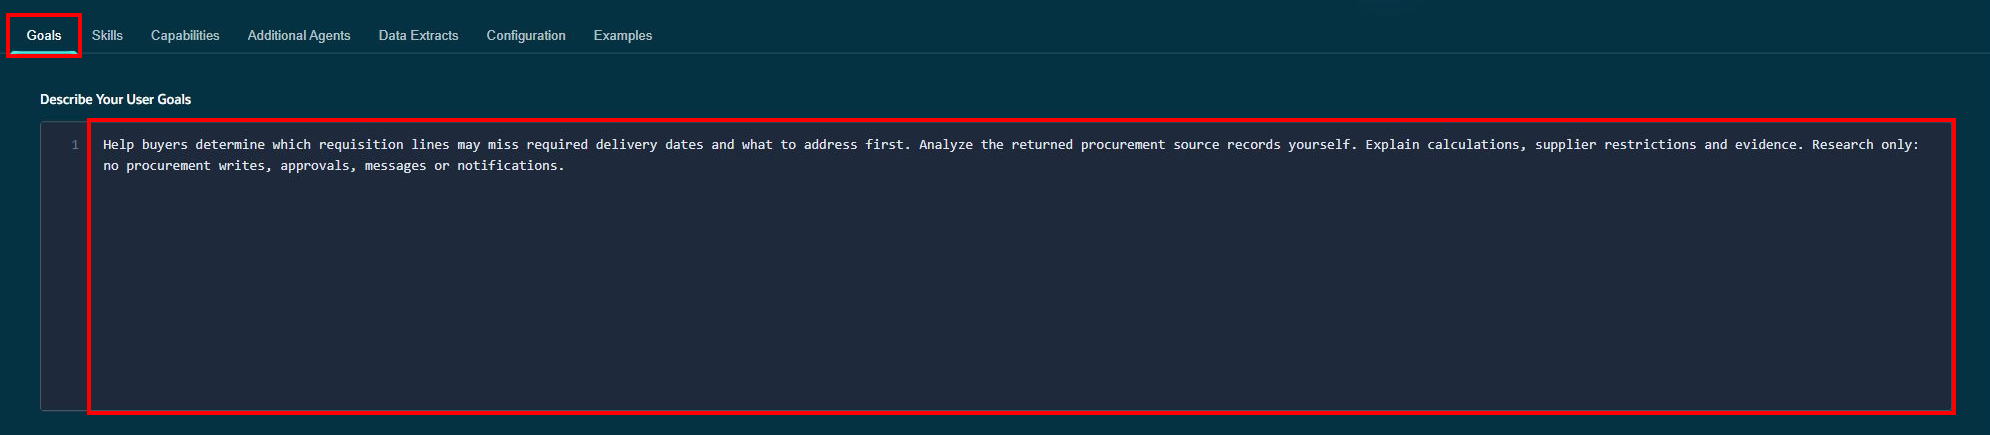 Goals Skills Capabilities Additional Agents Data Extracts Configuration Examples
Describe Your User Goals
1 Help buyers determine which requisition lines may miss required delivery dates and what to address first. Analyze the returned procurement source records yourself. Explain calculations, supplier restrictions and evidence. Research only:
no procurement writes, approvals, messages or notifications.